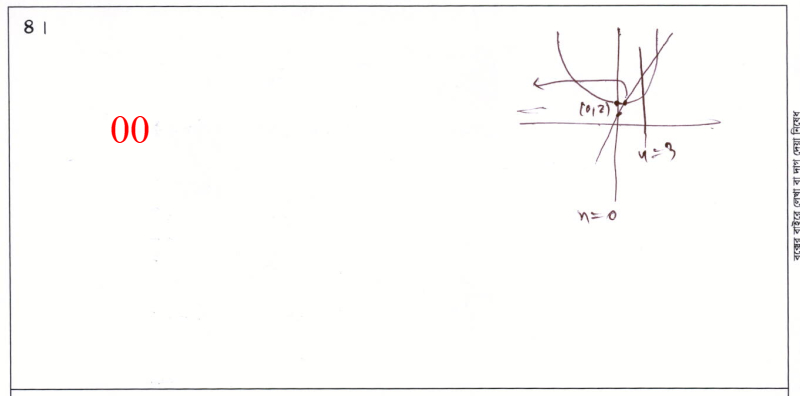 ৪।
00
(0,2)
x=3
x=0
বক্সের বাইরে লেখা বা দাগ দেয়া নিষেধ